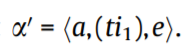 α′ = ⟨a,(ti₁),e⟩.